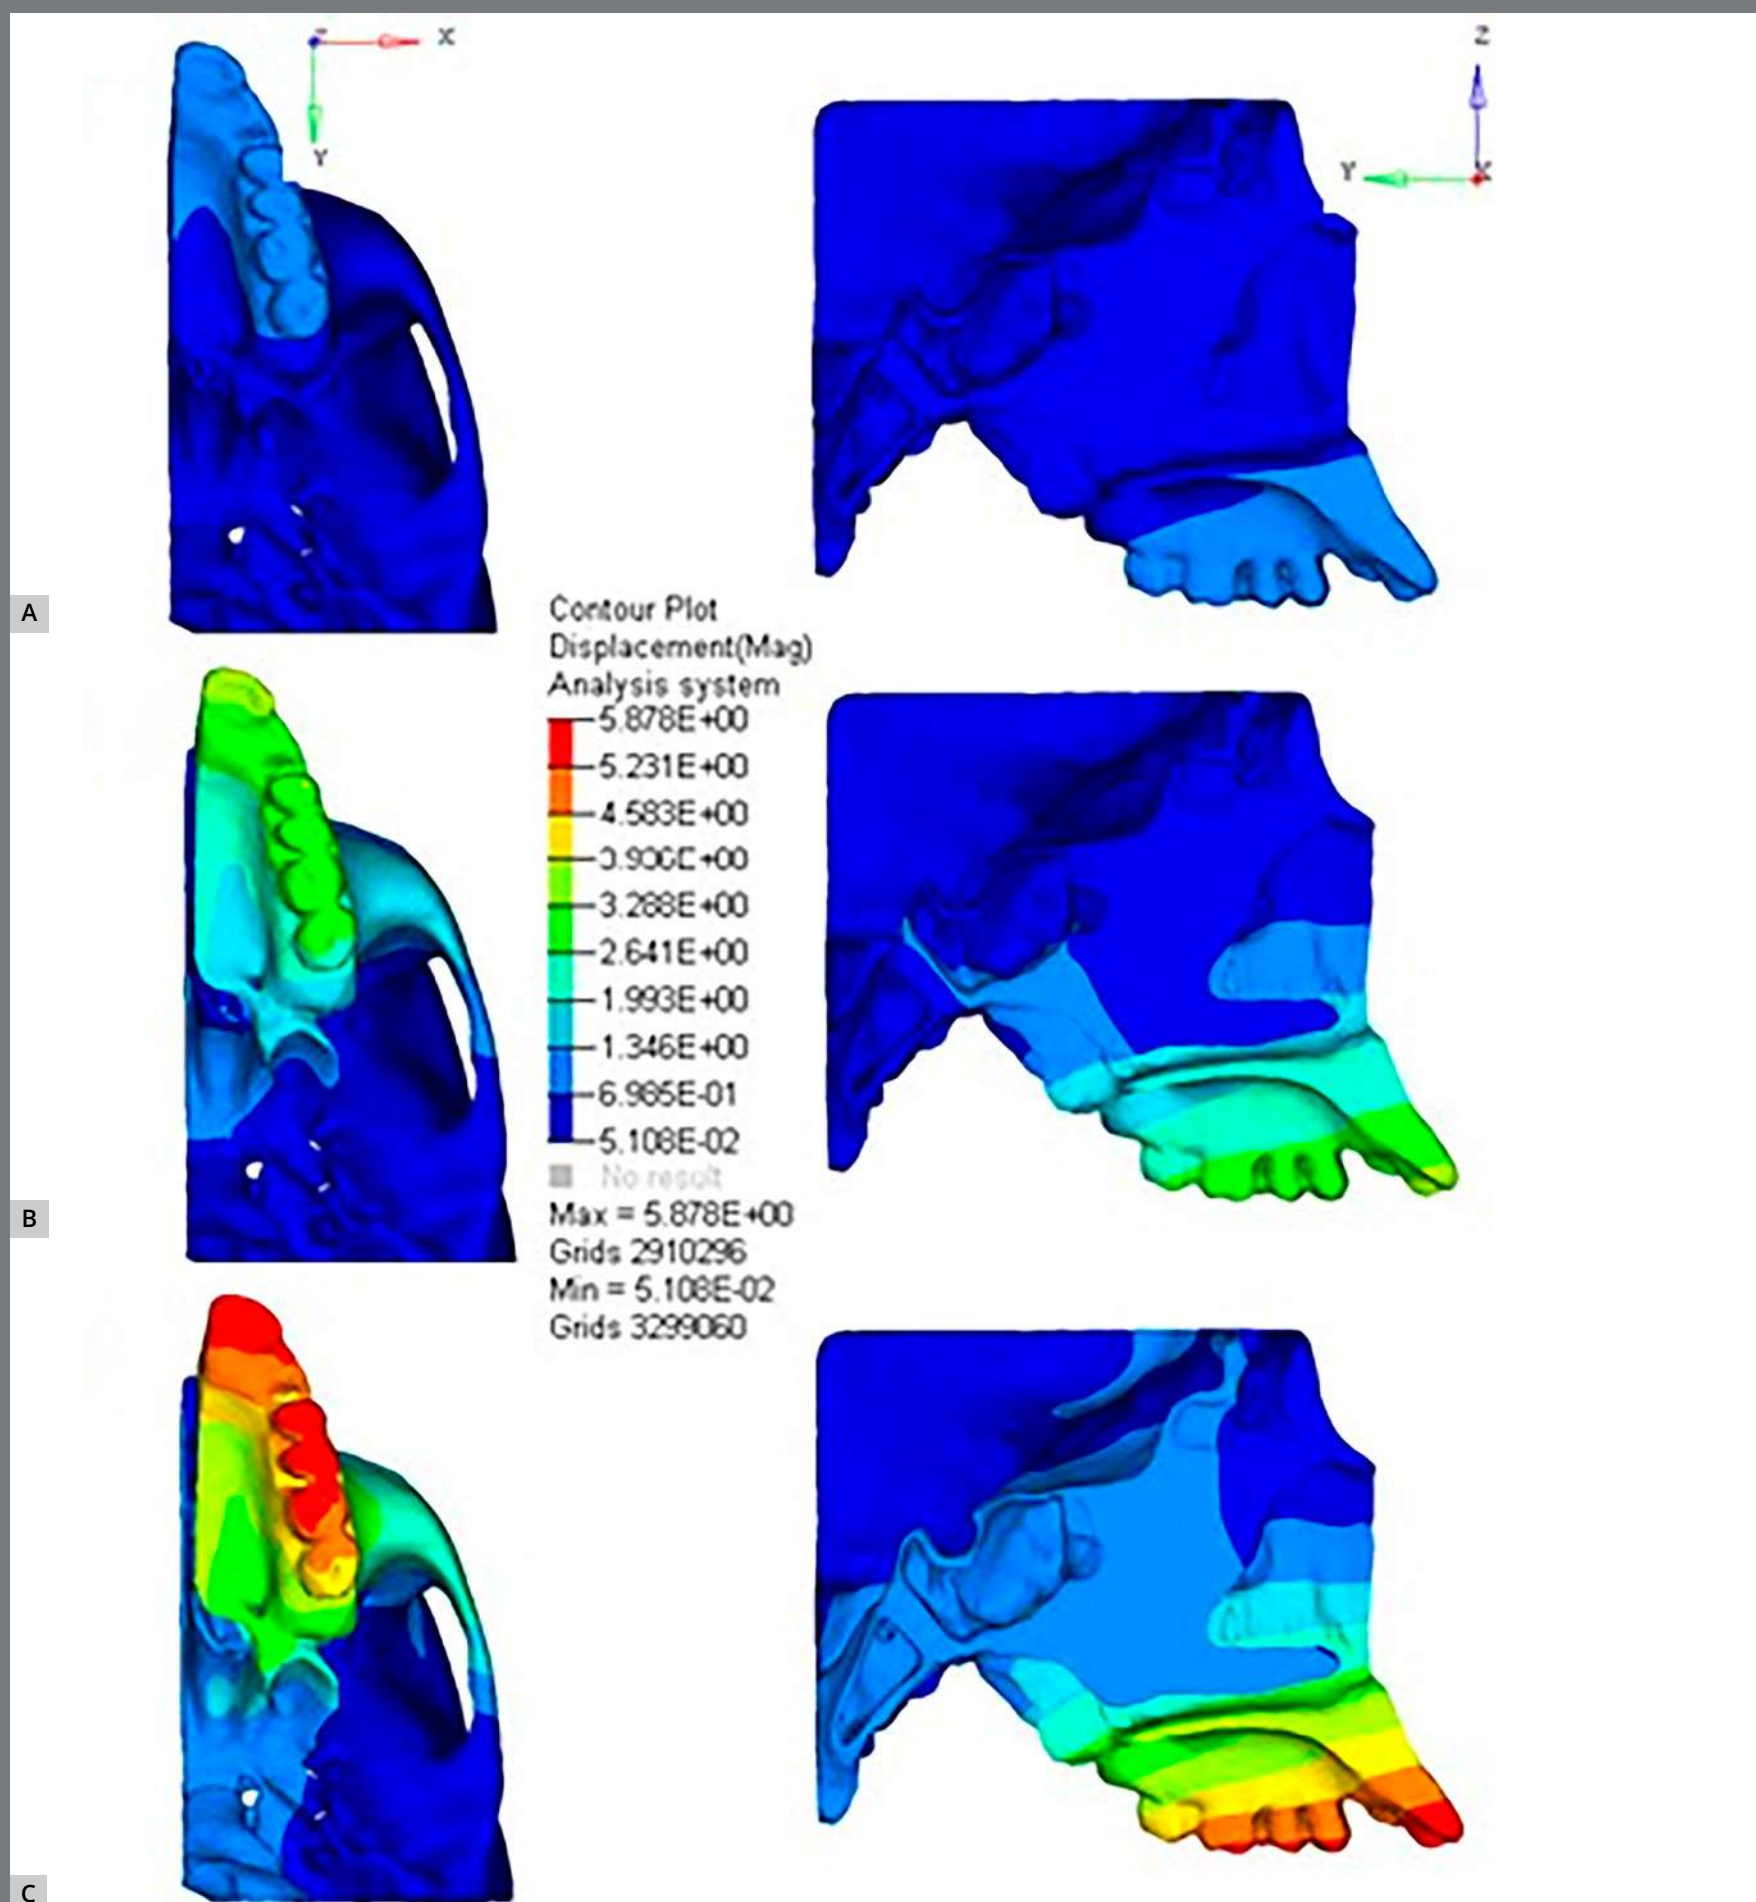 X
Y
Z
Y
X
A
Contour Plot
Displacement(Mag)
Analysis system
5.878E+00
5.231E+00
4.583E+00
3.288E+00
2.641E+00
1.993E+00
1.346E+00
6.985E-01
5.108E-02
No result
Max = 5.878E+00
Grids 2910296
Min = 5.108E-02
Grids 3299060
B
C